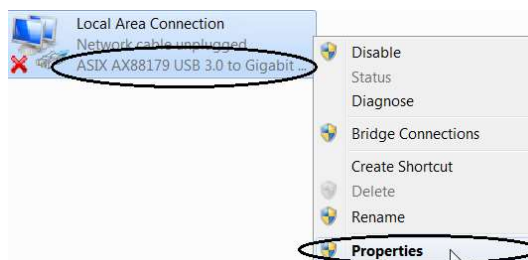 Local Area Connection
Network cable unplugged
ASIX AX88179 USB 3.0 to Gigabit ...
Disable
Status
Diagnose
Bridge Connections
Create Shortcut
Delete
Rename
Properties